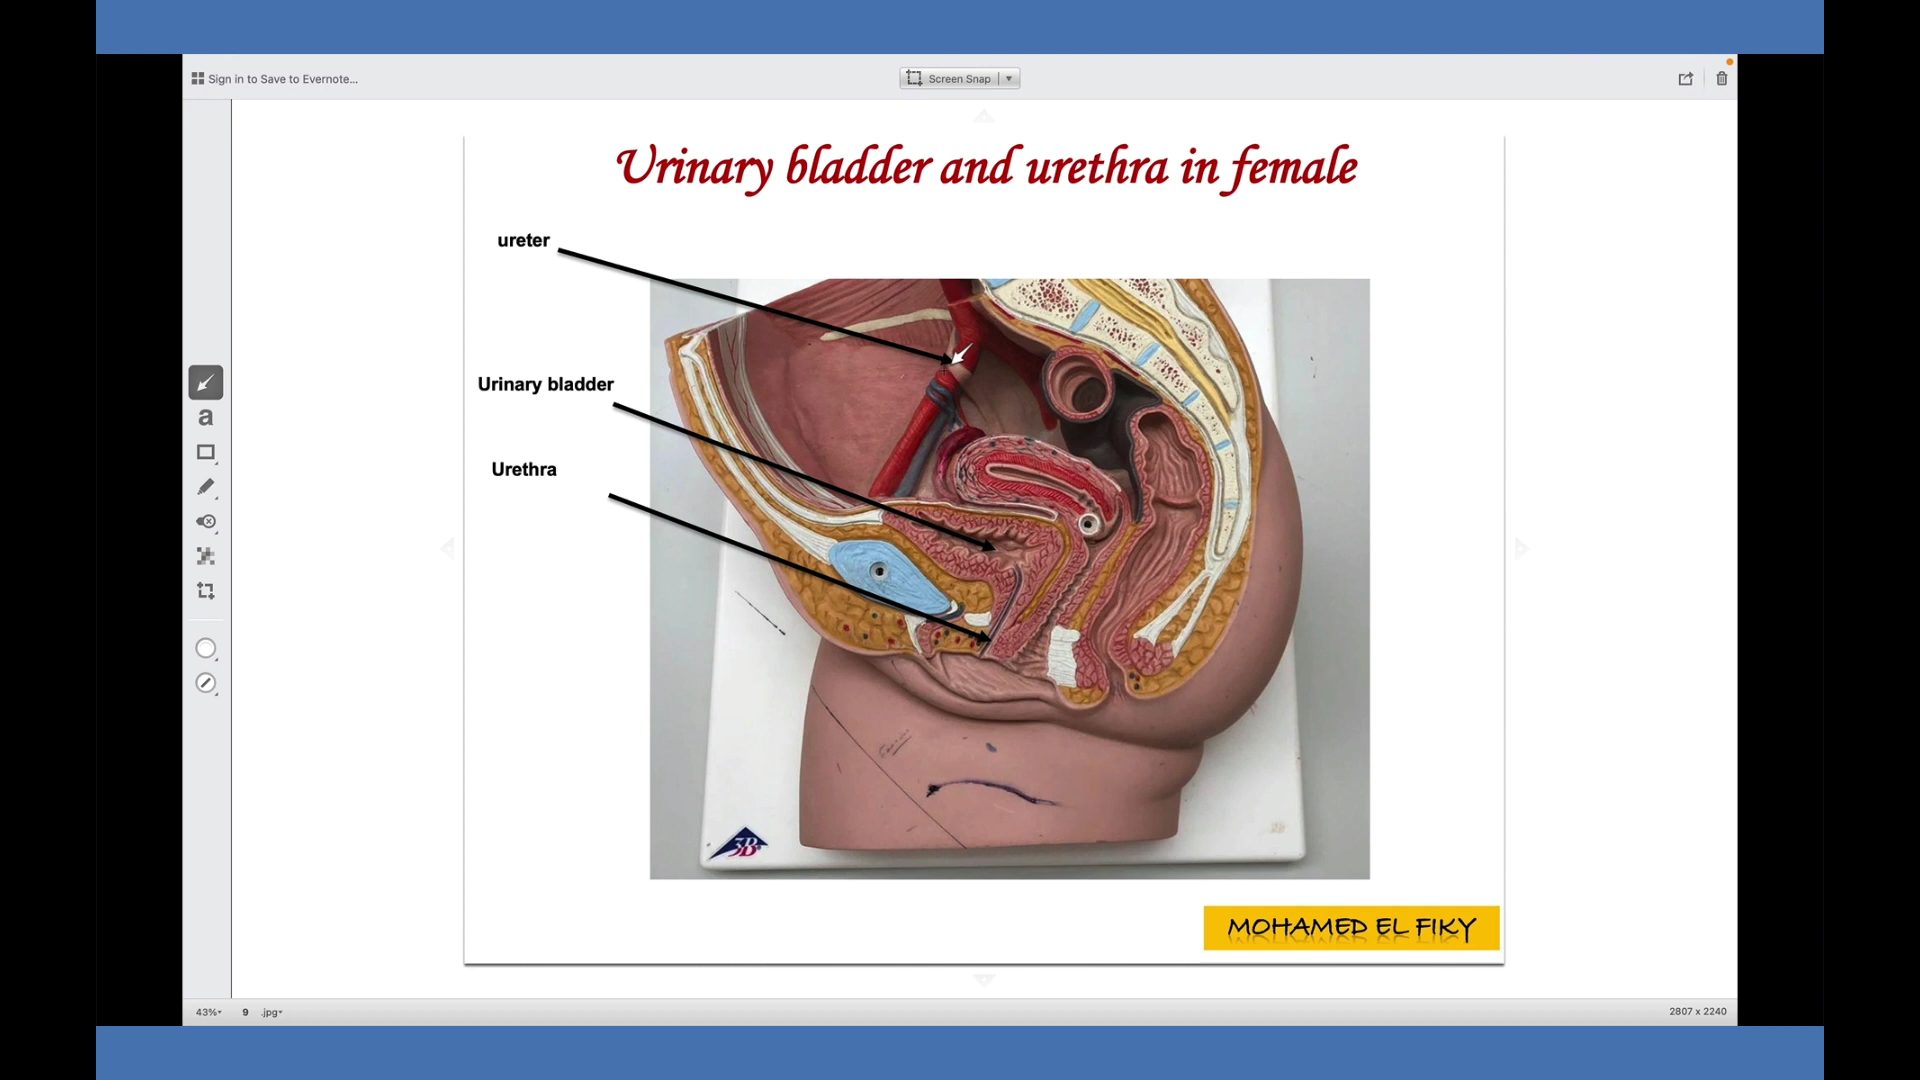 Sign in to Save to Evernote...
Screen Snap
a
Urinary bladder and urethra in female
ureter
Urinary bladder
Urethra
3B
MOHAMED EL FIKY
43%
9 .jpg
2807 x 2240